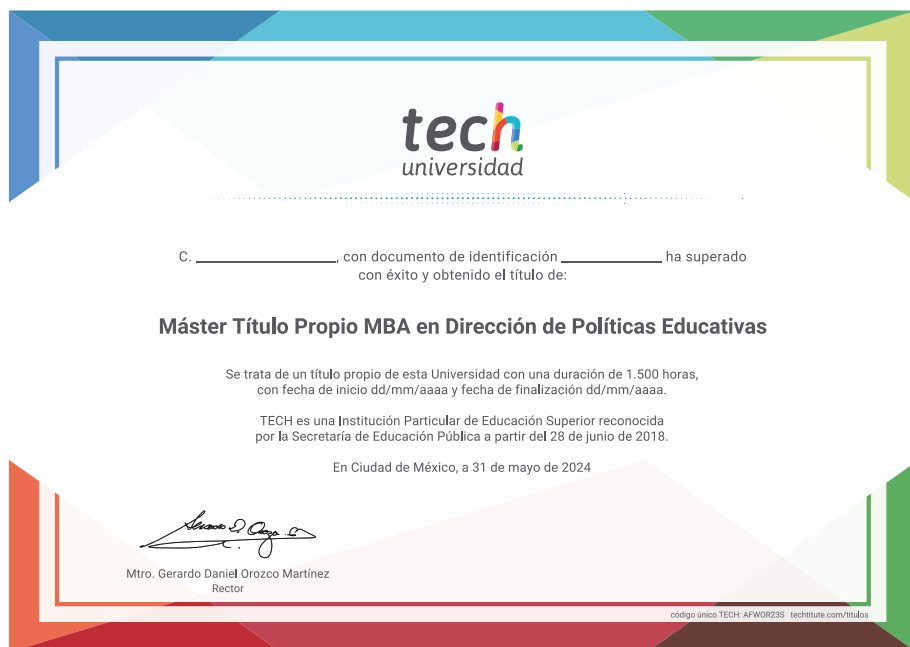 tech
universidad
C. ____________, con documento de identificación ____________ ha superado
con éxito y obtenido el título de:
Máster Título Propio MBA en Dirección de Políticas Educativas
Se trata de un título propio de esta Universidad con una duración de 1.500 horas,
con fecha de inicio dd/mm/aaaa y fecha de finalización dd/mm/aaaa.
TECH es una Institución Particular de Educación Superior reconocida
por la Secretaría de Educación Pública a partir del 28 de junio de 2018.
En Ciudad de México, a 31 de mayo de 2024
Mtro. Gerardo Daniel Orozco Martínez
Rector
código único TECH: AFWOR23S techtitute.com/titulos